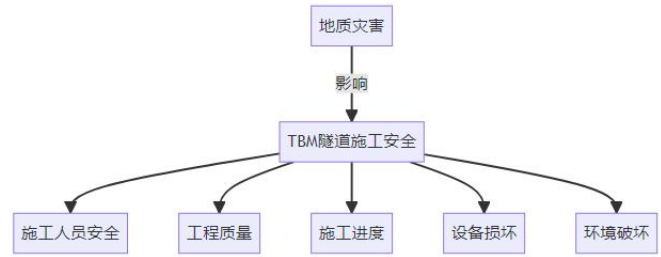 地质灾害
影响
TBM隧道施工安全
施工人员安全
工程质量
施工进度
设备损坏
环境破坏